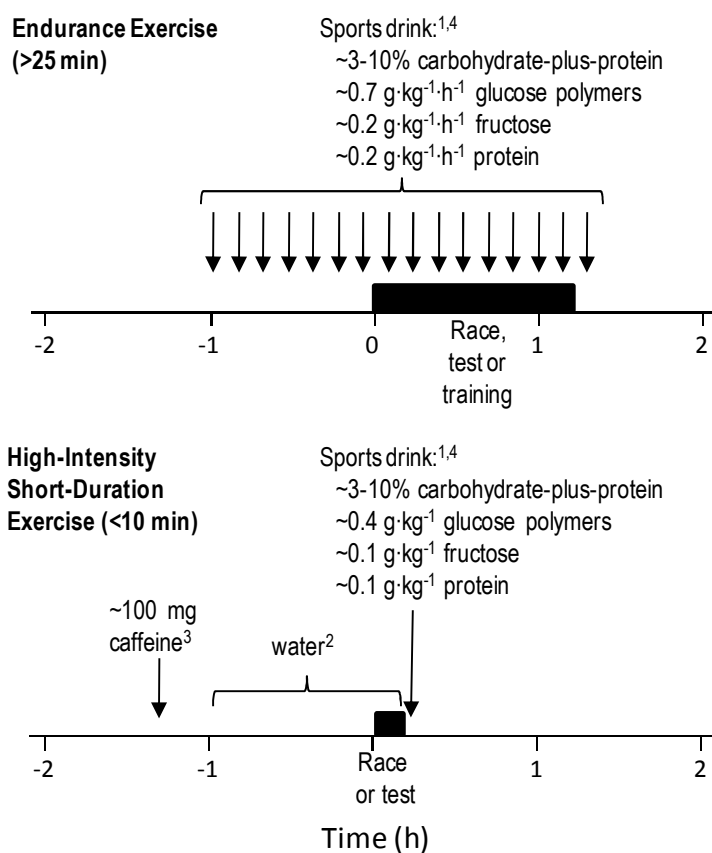 Endurance Exercise
(>25 min)
Sports drink:1,4
~3-10% carbohydrate-plus-protein
~0.7 g·kg-1·h-1 glucose polymers
~0.2 g·kg-1·h-1 fructose
~0.2 g·kg-1·h-1 protein
-2 -1 0 1 2
Race,
test or
training
High-Intensity
Short-Duration
Exercise (<10 min)
Sports drink:1,4
~3-10% carbohydrate-plus-protein
~0.4 g·kg-1 glucose polymers
~0.1 g·kg-1 fructose
~0.1 g·kg-1 protein
~100 mg
caffeine3
water2
-2 -1 0 1 2
Race
or test
Time (h)